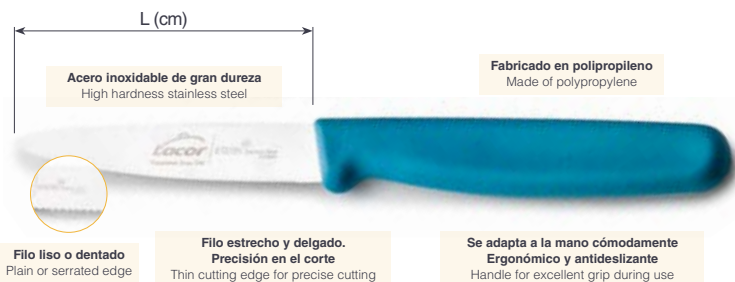 L (cm)
Acero inoxidable de gran dureza
High hardness stainless steel
Fabricado en polipropileno
Made of polypropylene
Lacor
Filo liso o dentado
Plain or serrated edge
Filo estrecho y delgado.
Precisión en el corte
Thin cutting edge for precise cutting
Se adapta a la mano cómodamente
Ergonómico y antideslizante
Handle for excellent grip during use